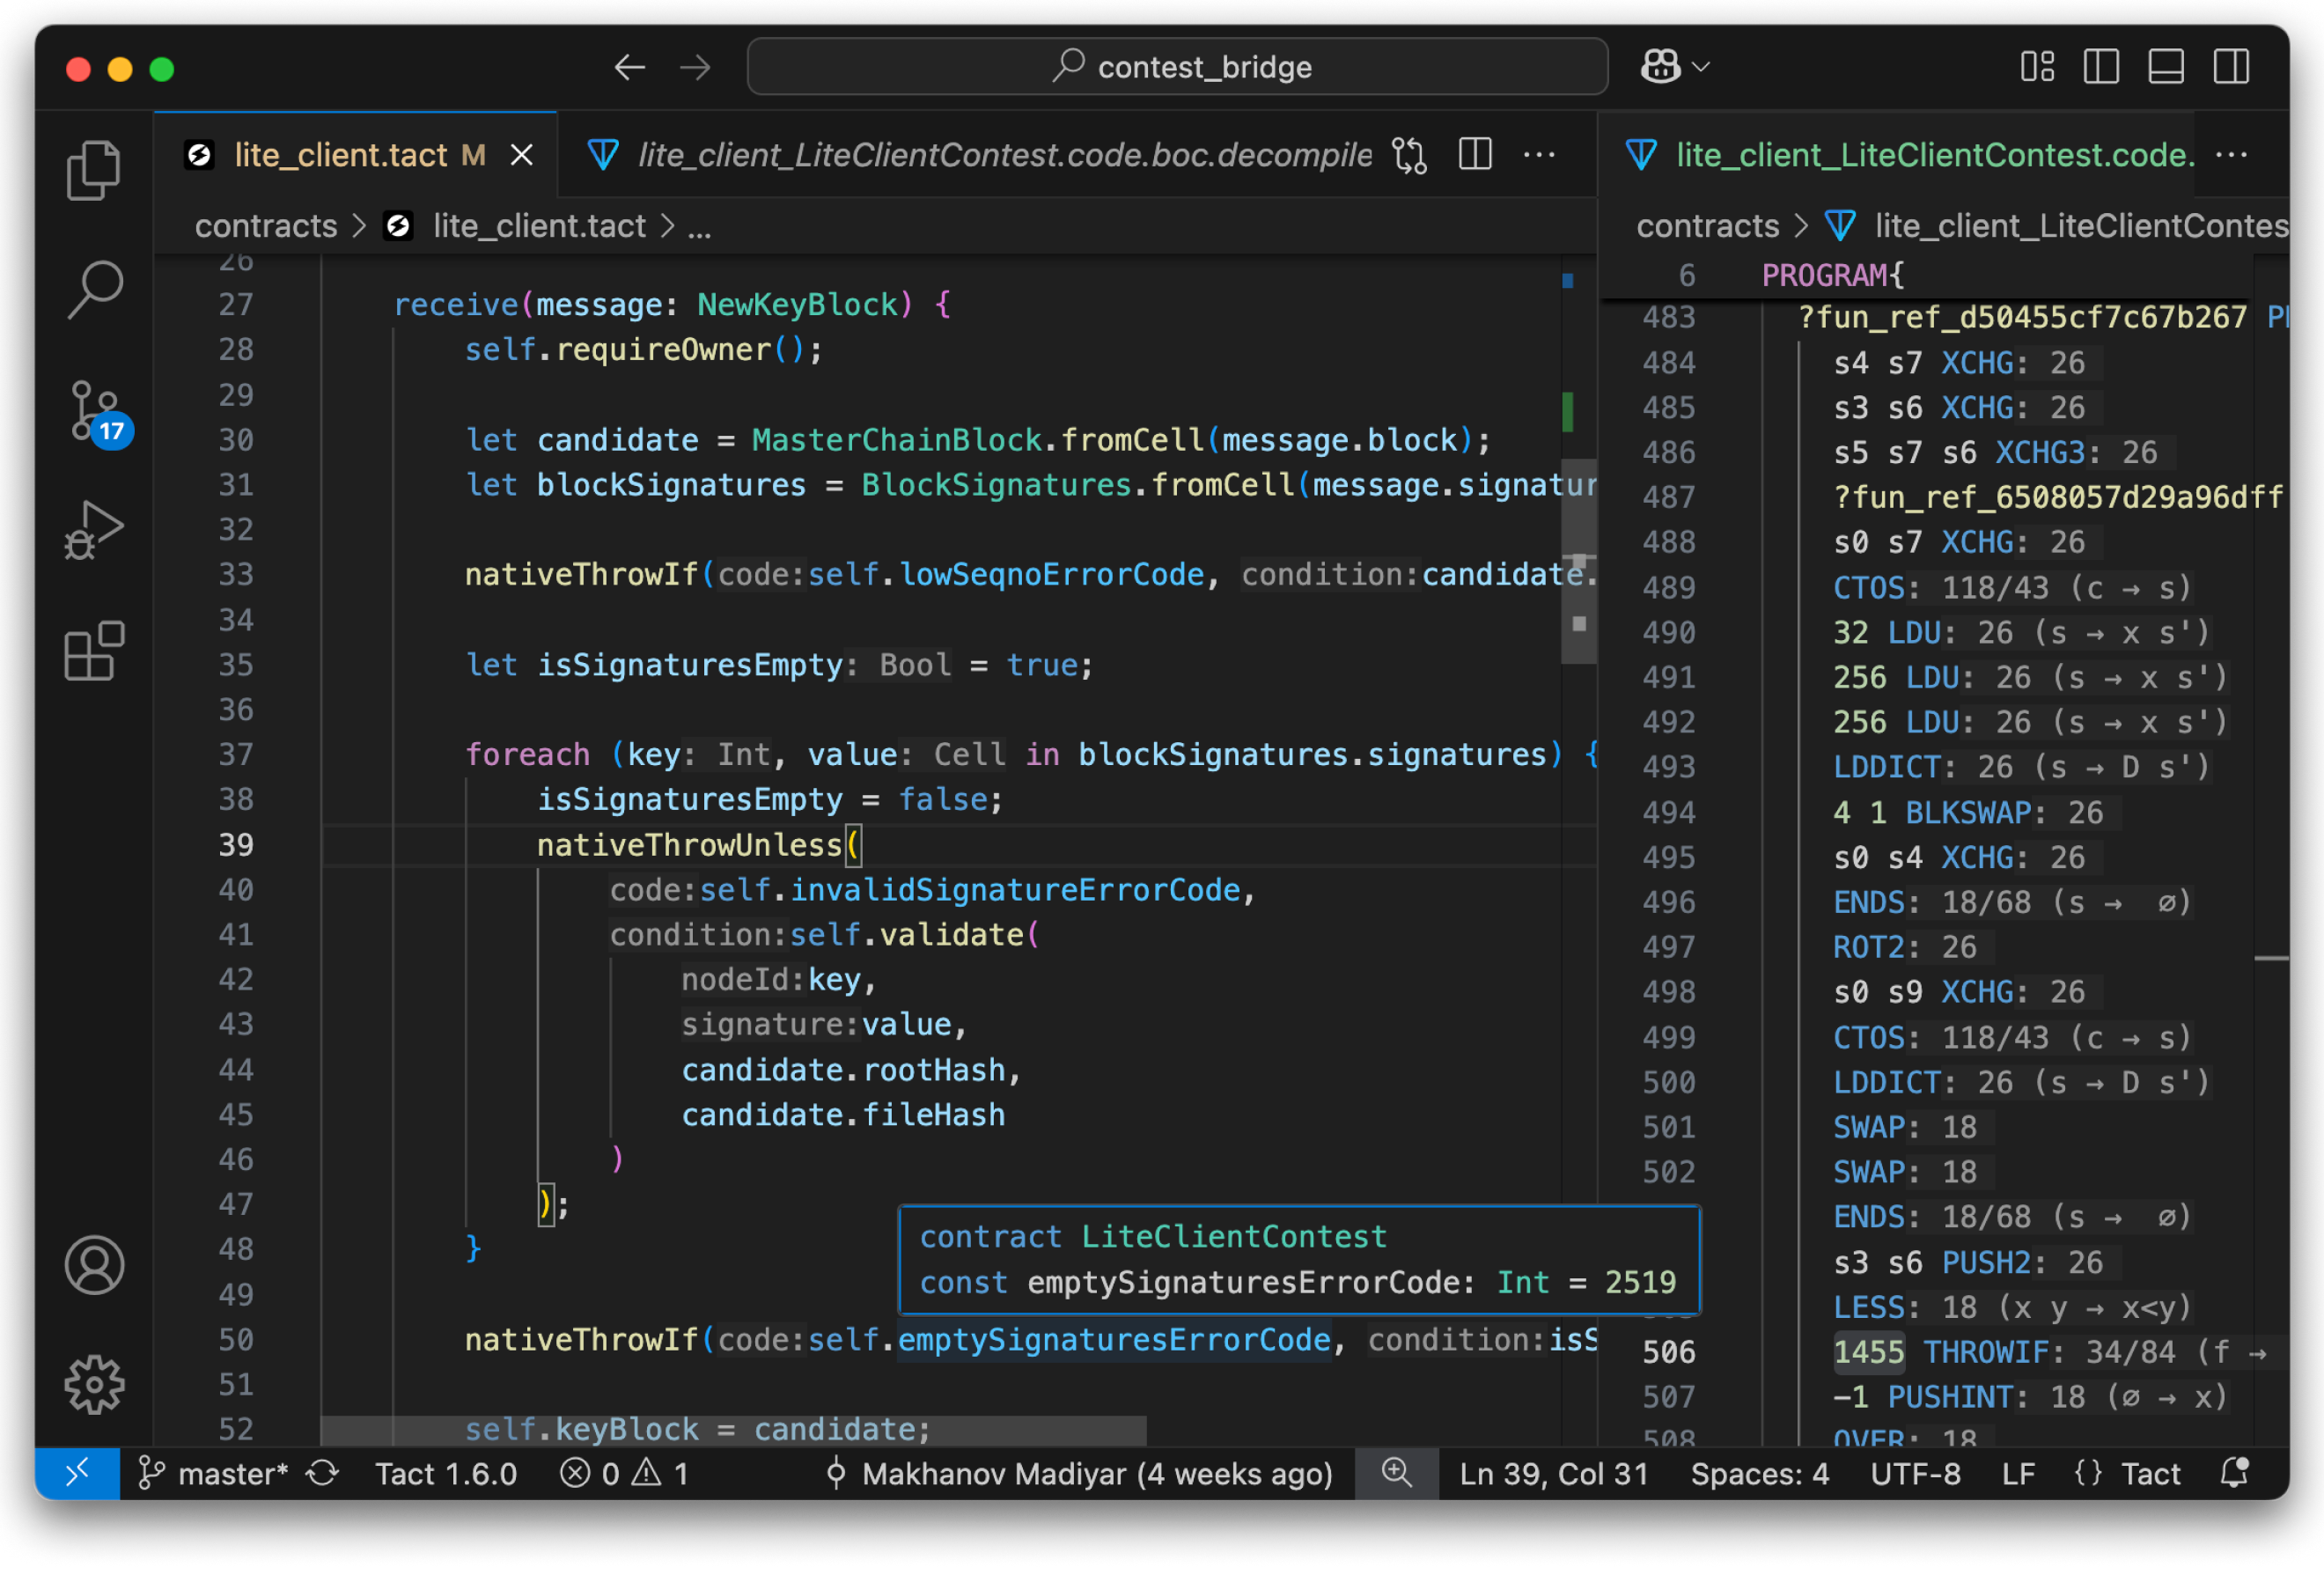 contest_bridge
lite_client.tact M
lite_client_LiteClientContest.code.boc.decompile
lite_client_LiteClientContest.code.
contracts > lite_client.tact > ...
contracts > lite_client_LiteClientContes
26
27 receive(message: NewKeyBlock) {
28 self.requireOwner();
29
30 let candidate = MasterChainBlock.fromCell(message.block);
31 let blockSignatures = BlockSignatures.fromCell(message.signatur
32
33 nativeThrowIf(code:self.lowSeqnoErrorCode, condition:candidate.
34
35 let isSignaturesEmpty: Bool = true;
36
37 foreach (key: Int, value: Cell in blockSignatures.signatures) {
38 isSignaturesEmpty = false;
39 nativeThrowUnless(
40 code:self.invalidSignatureErrorCode,
41 condition:self.validate(
42 nodeId:key,
43 signature:value,
44 candidate.rootHash,
45 candidate.fileHash
46 )
47 );
48 }
49
contract LiteClientContest
const emptySignaturesErrorCode: Int = 2519
50 nativeThrowIf(code:self.emptySignaturesErrorCode, condition:isS
51
52 self.keyBlock = candidate;
6 PROGRAM{
483 ?fun_ref_d50455cf7c67b267
484 s4 s7 XCHG: 26
485 s3 s6 XCHG: 26
486 s5 s7 s6 XCHG3: 26
487 ?fun_ref_6508057d29a96dff
488 s0 s7 XCHG: 26
489 CTOS: 118/43 (c → s)
490 32 LDU: 26 (s → x s')
491 256 LDU: 26 (s → x s')
492 256 LDU: 26 (s → x s')
493 LDDICT: 26 (s → D s')
494 4 1 BLKSWAP: 26
495 s0 s4 XCHG: 26
496 ENDS: 18/68 (s → ∅)
497 ROT2: 26
498 s0 s9 XCHG: 26
499 CTOS: 118/43 (c → s)
500 LDDICT: 26 (s → D s')
501 SWAP: 18
502 SWAP: 18
ENDS: 18/68 (s → ∅)
s3 s6 PUSH2: 26
LESS: 18 (x y → x<y)
506 1455 THROWIF: 34/84 (f →
507 −1 PUSHINT: 18 (∅ → x)
508 OVER: 18
17
master* Tact 1.6.0 0 1 Makhanov Madiyar (4 weeks ago) Ln 39, Col 31 Spaces: 4 UTF-8 LF {} Tact